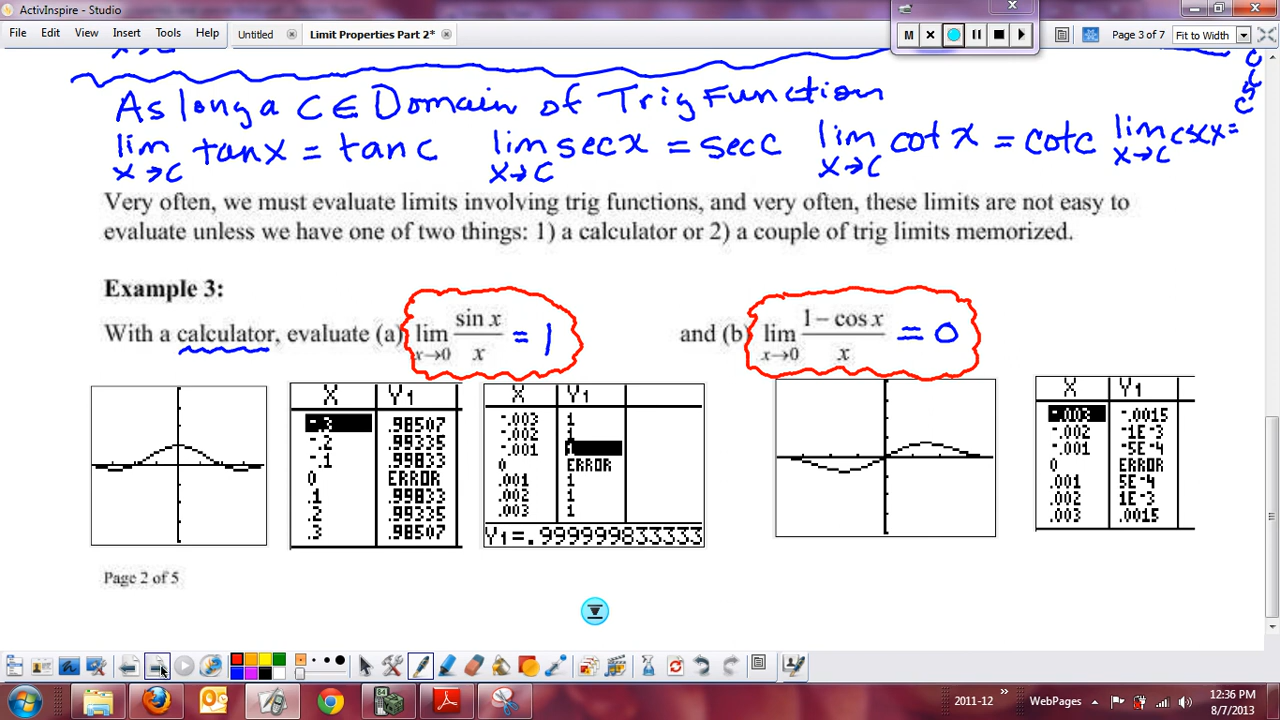 ActivInspire - Studio
File Edit View Insert Tools Help Untitled Limit Properties Part 2* M Page 3 of 7 Fit to Width
As long a C ∈ Domain of Trig Function
lim x→c tan x = tan c lim x→c sec x = sec c lim x→c cot x = cot c lim x→c csc x = csc c
Very often, we must evaluate limits involving trig functions, and very often, these limits are not easy to
evaluate unless we have one of two things: 1) a calculator or 2) a couple of trig limits memorized.
Example 3:
With a calculator, evaluate (a) lim x→0 sin x / x = 1 and (b) lim x→0 1 − cos x / x = 0
X Y1
-.3 .98507
-.2 .99335
-.1 .99833
0 ERROR
.1 .99833
.2 .99335
.3 .98507
X Y1
-.003 1
-.002 1
-.001 1
0 ERROR
.001 1
.002 1
.003 1
Y1=.999999833333
X Y1
-.003 -.0015
-.002 -1E-3
-.001 -5E-4
0 ERROR
.001 5E-4
.002 1E-3
.003 .0015
Page 2 of 5
2011-12 WebPages 12:36 PM
8/7/2013